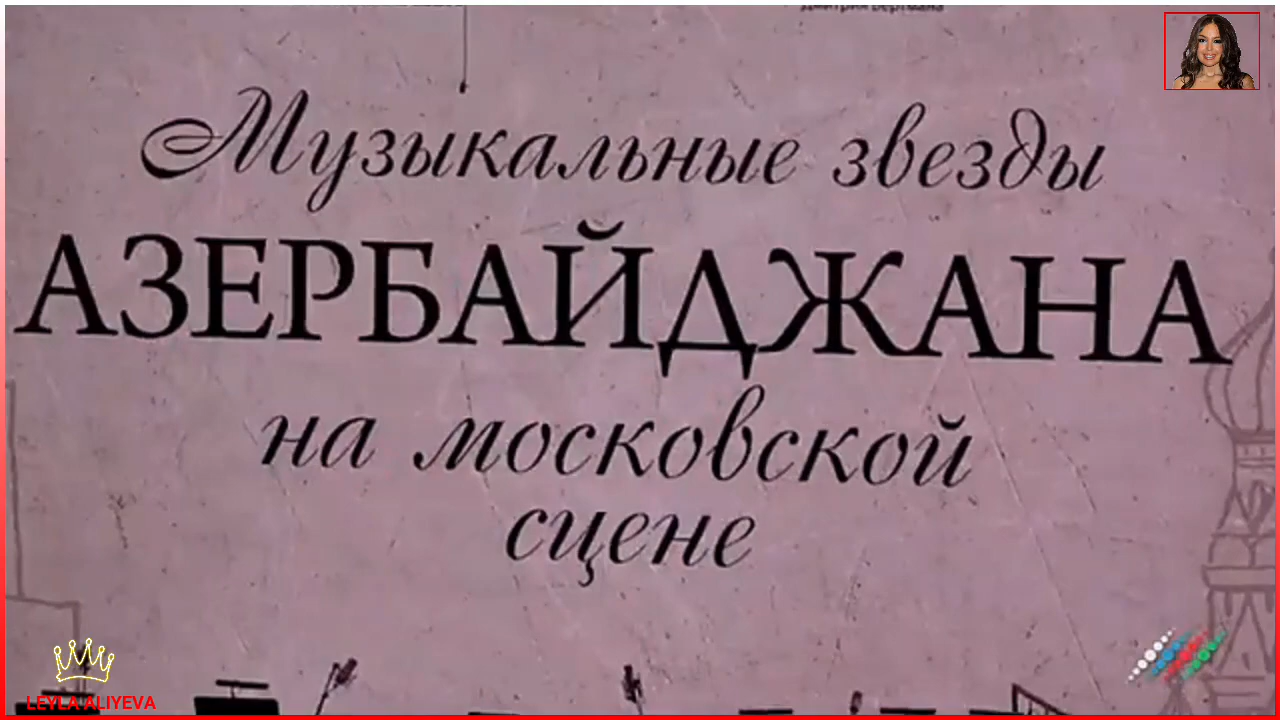 Музыкальные звезды
АЗЕРБАЙДЖАНА
на московской
сцене
LEYLA ALIYEVA